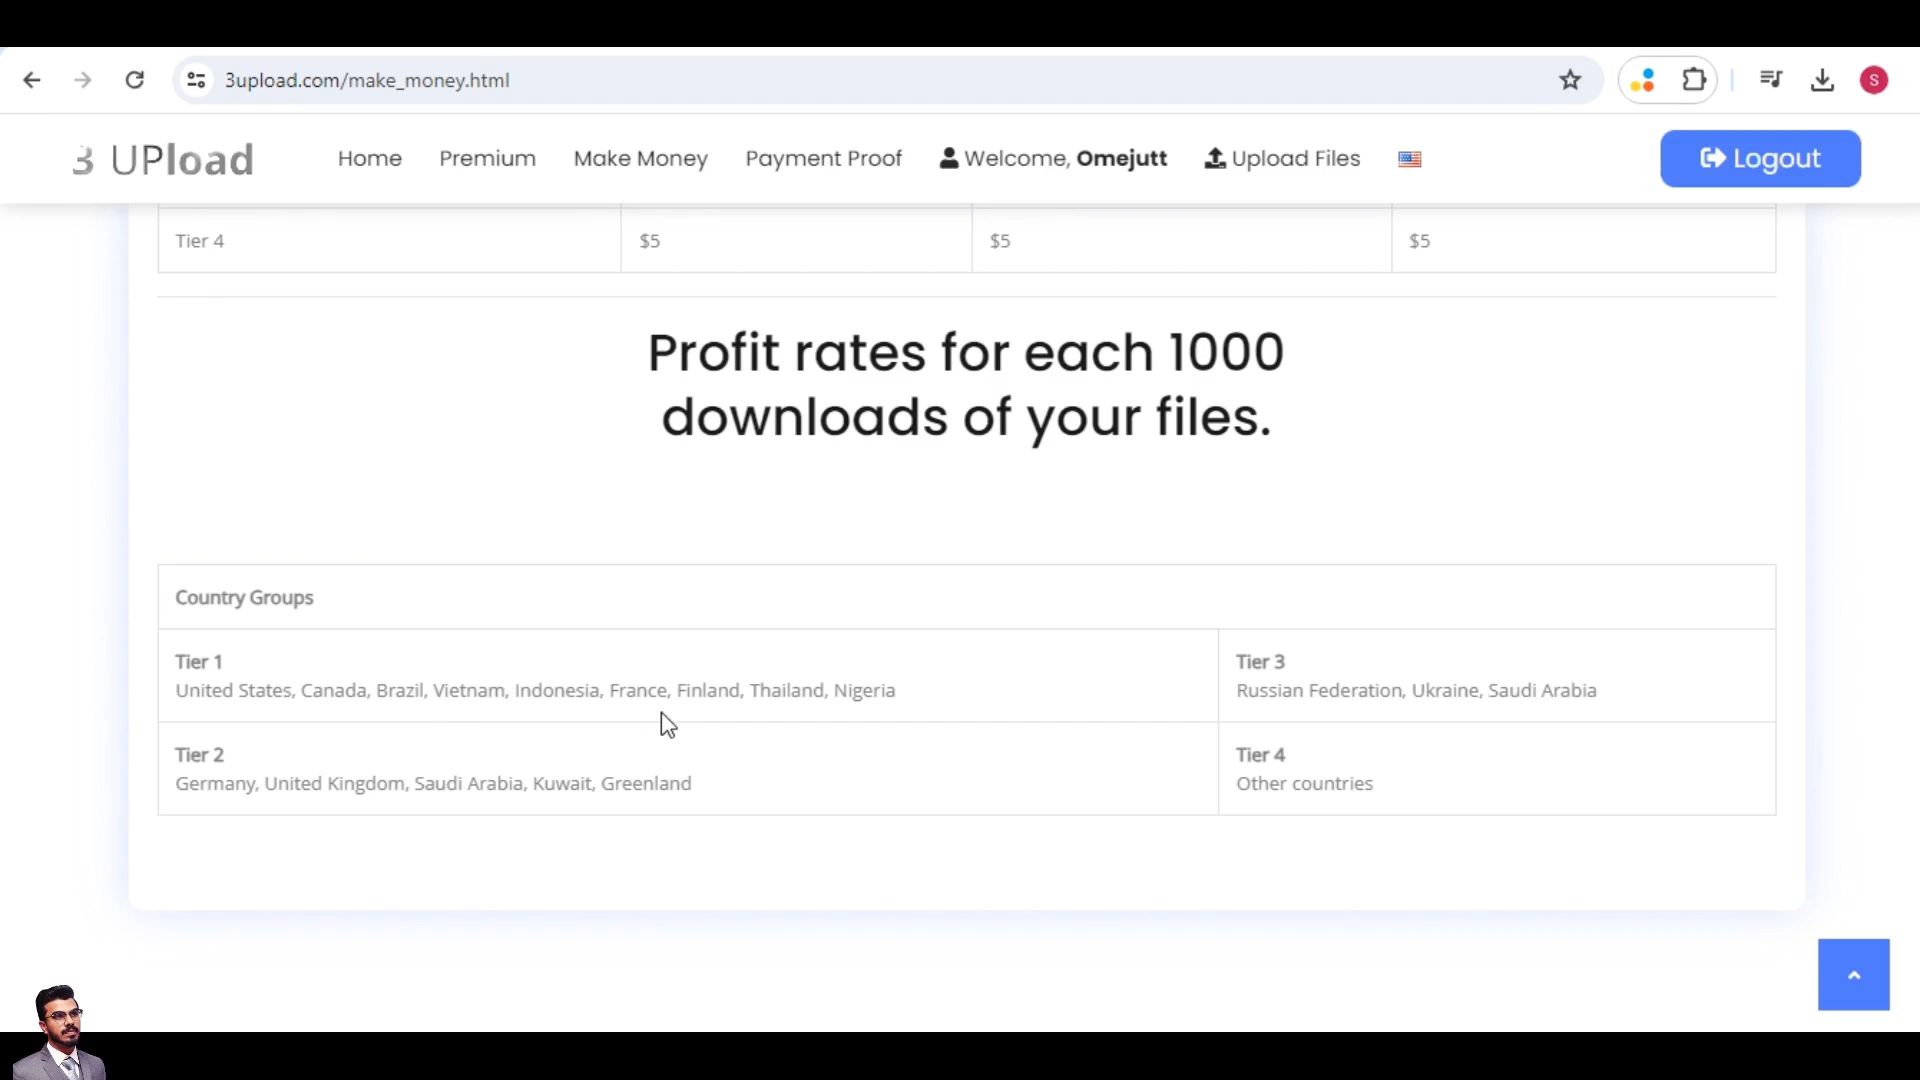 3upload.com/make_money.html
S
3 UPload
Home
Premium
Make Money
Payment Proof
Welcome, Omejutt
Upload Files
Logout
Tier 4
$5
$5
$5
Profit rates for each 1000
downloads of your files.
Country Groups
Tier 1
United States, Canada, Brazil, Vietnam, Indonesia, France, Finland, Thailand, Nigeria
Tier 3
Russian Federation, Ukraine, Saudi Arabia
Tier 2
Germany, United Kingdom, Saudi Arabia, Kuwait, Greenland
Tier 4
Other countries